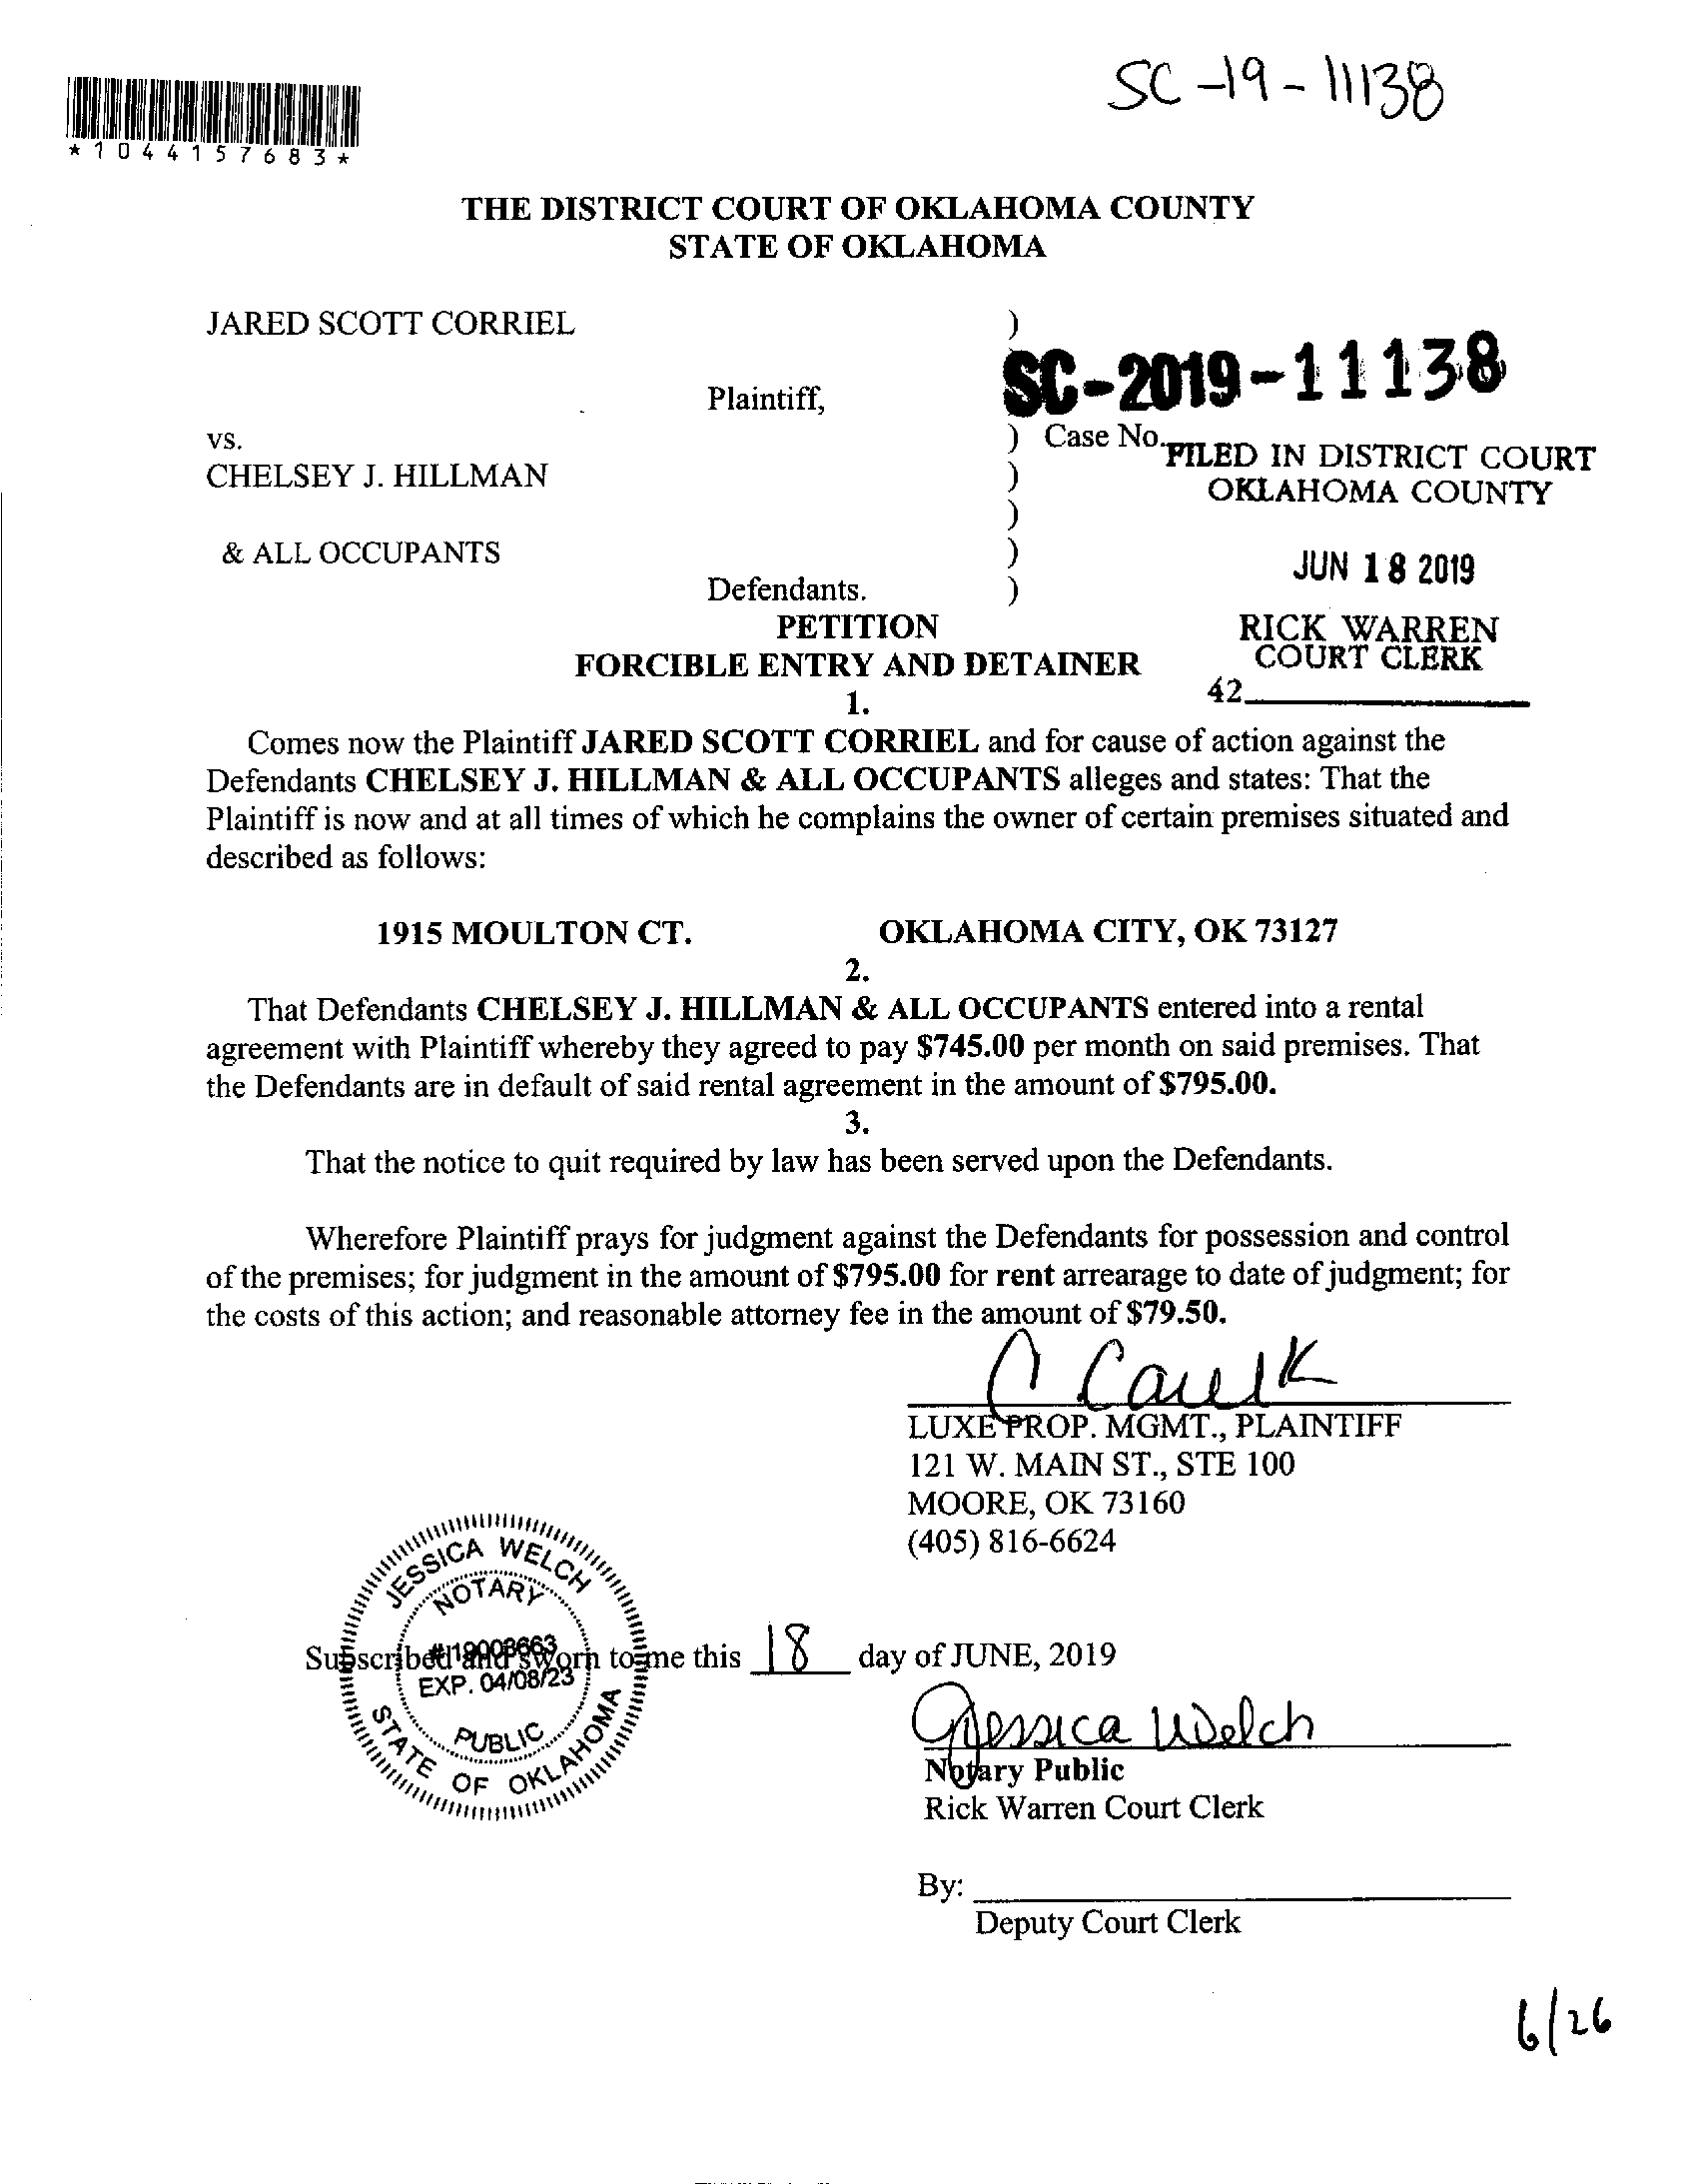 SC-19-11138
*1044157683*
THE DISTRICT COURT OF OKLAHOMA COUNTY
STATE OF OKLAHOMA
JARED SCOTT CORRIEL )
SC-2019-11138
Plaintiff,
vs. ) Case No.
FILED IN DISTRICT COURT
CHELSEY J. HILLMAN )
OKLAHOMA COUNTY
)
& ALL OCCUPANTS )
JUN 18 2019
Defendants. )
PETITION
RICK WARREN
FORCIBLE ENTRY AND DETAINER
COURT CLERK
42
1.
Comes now the Plaintiff JARED SCOTT CORRIEL and for cause of action against the
Defendants CHELSEY J. HILLMAN & ALL OCCUPANTS alleges and states: That the
Plaintiff is now and at all times of which he complains the owner of certain premises situated and
described as follows:
1915 MOULTON CT. OKLAHOMA CITY, OK 73127
2.
That Defendants CHELSEY J. HILLMAN & ALL OCCUPANTS entered into a rental
agreement with Plaintiff whereby they agreed to pay $745.00 per month on said premises. That
the Defendants are in default of said rental agreement in the amount of $795.00.
3.
That the notice to quit required by law has been served upon the Defendants.
Wherefore Plaintiff prays for judgment against the Defendants for possession and control
of the premises; for judgment in the amount of $795.00 for rent arrearage to date of judgment; for
the costs of this action; and reasonable attorney fee in the amount of $79.50.
C Caulk
LUXE PROP. MGMT., PLAINTIFF
121 W. MAIN ST., STE 100
MOORE, OK 73160
(405) 816-6624
JESSICA WELCH
NOTARY
EXP. 04/08/23
PUBLIC
STATE OF OKLAHOMA
Subscribed and sworn to me this 18 day of JUNE, 2019
Jessica Welch
Notary Public
Rick Warren Court Clerk
By:
Deputy Court Clerk
6/26